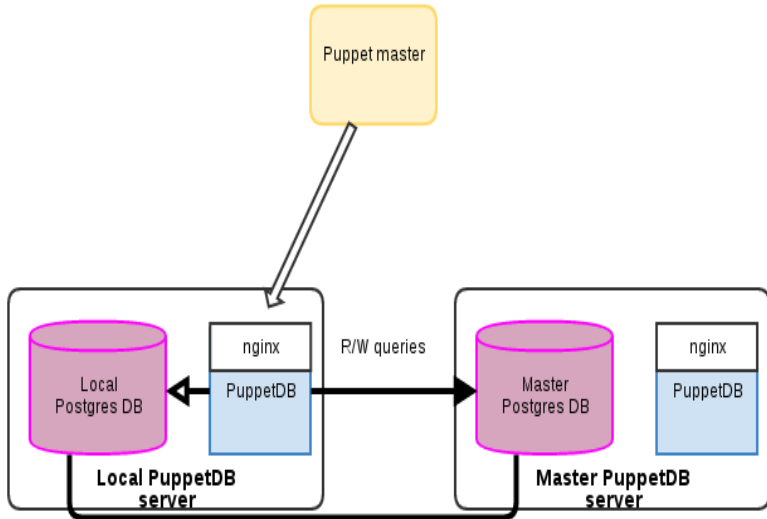 Puppet master
nginx
R/W queries
nginx
Local
Postgres DB
PuppetDB
Master
Postgres DB
PuppetDB
Local PuppetDB
server
Master PuppetDB
server